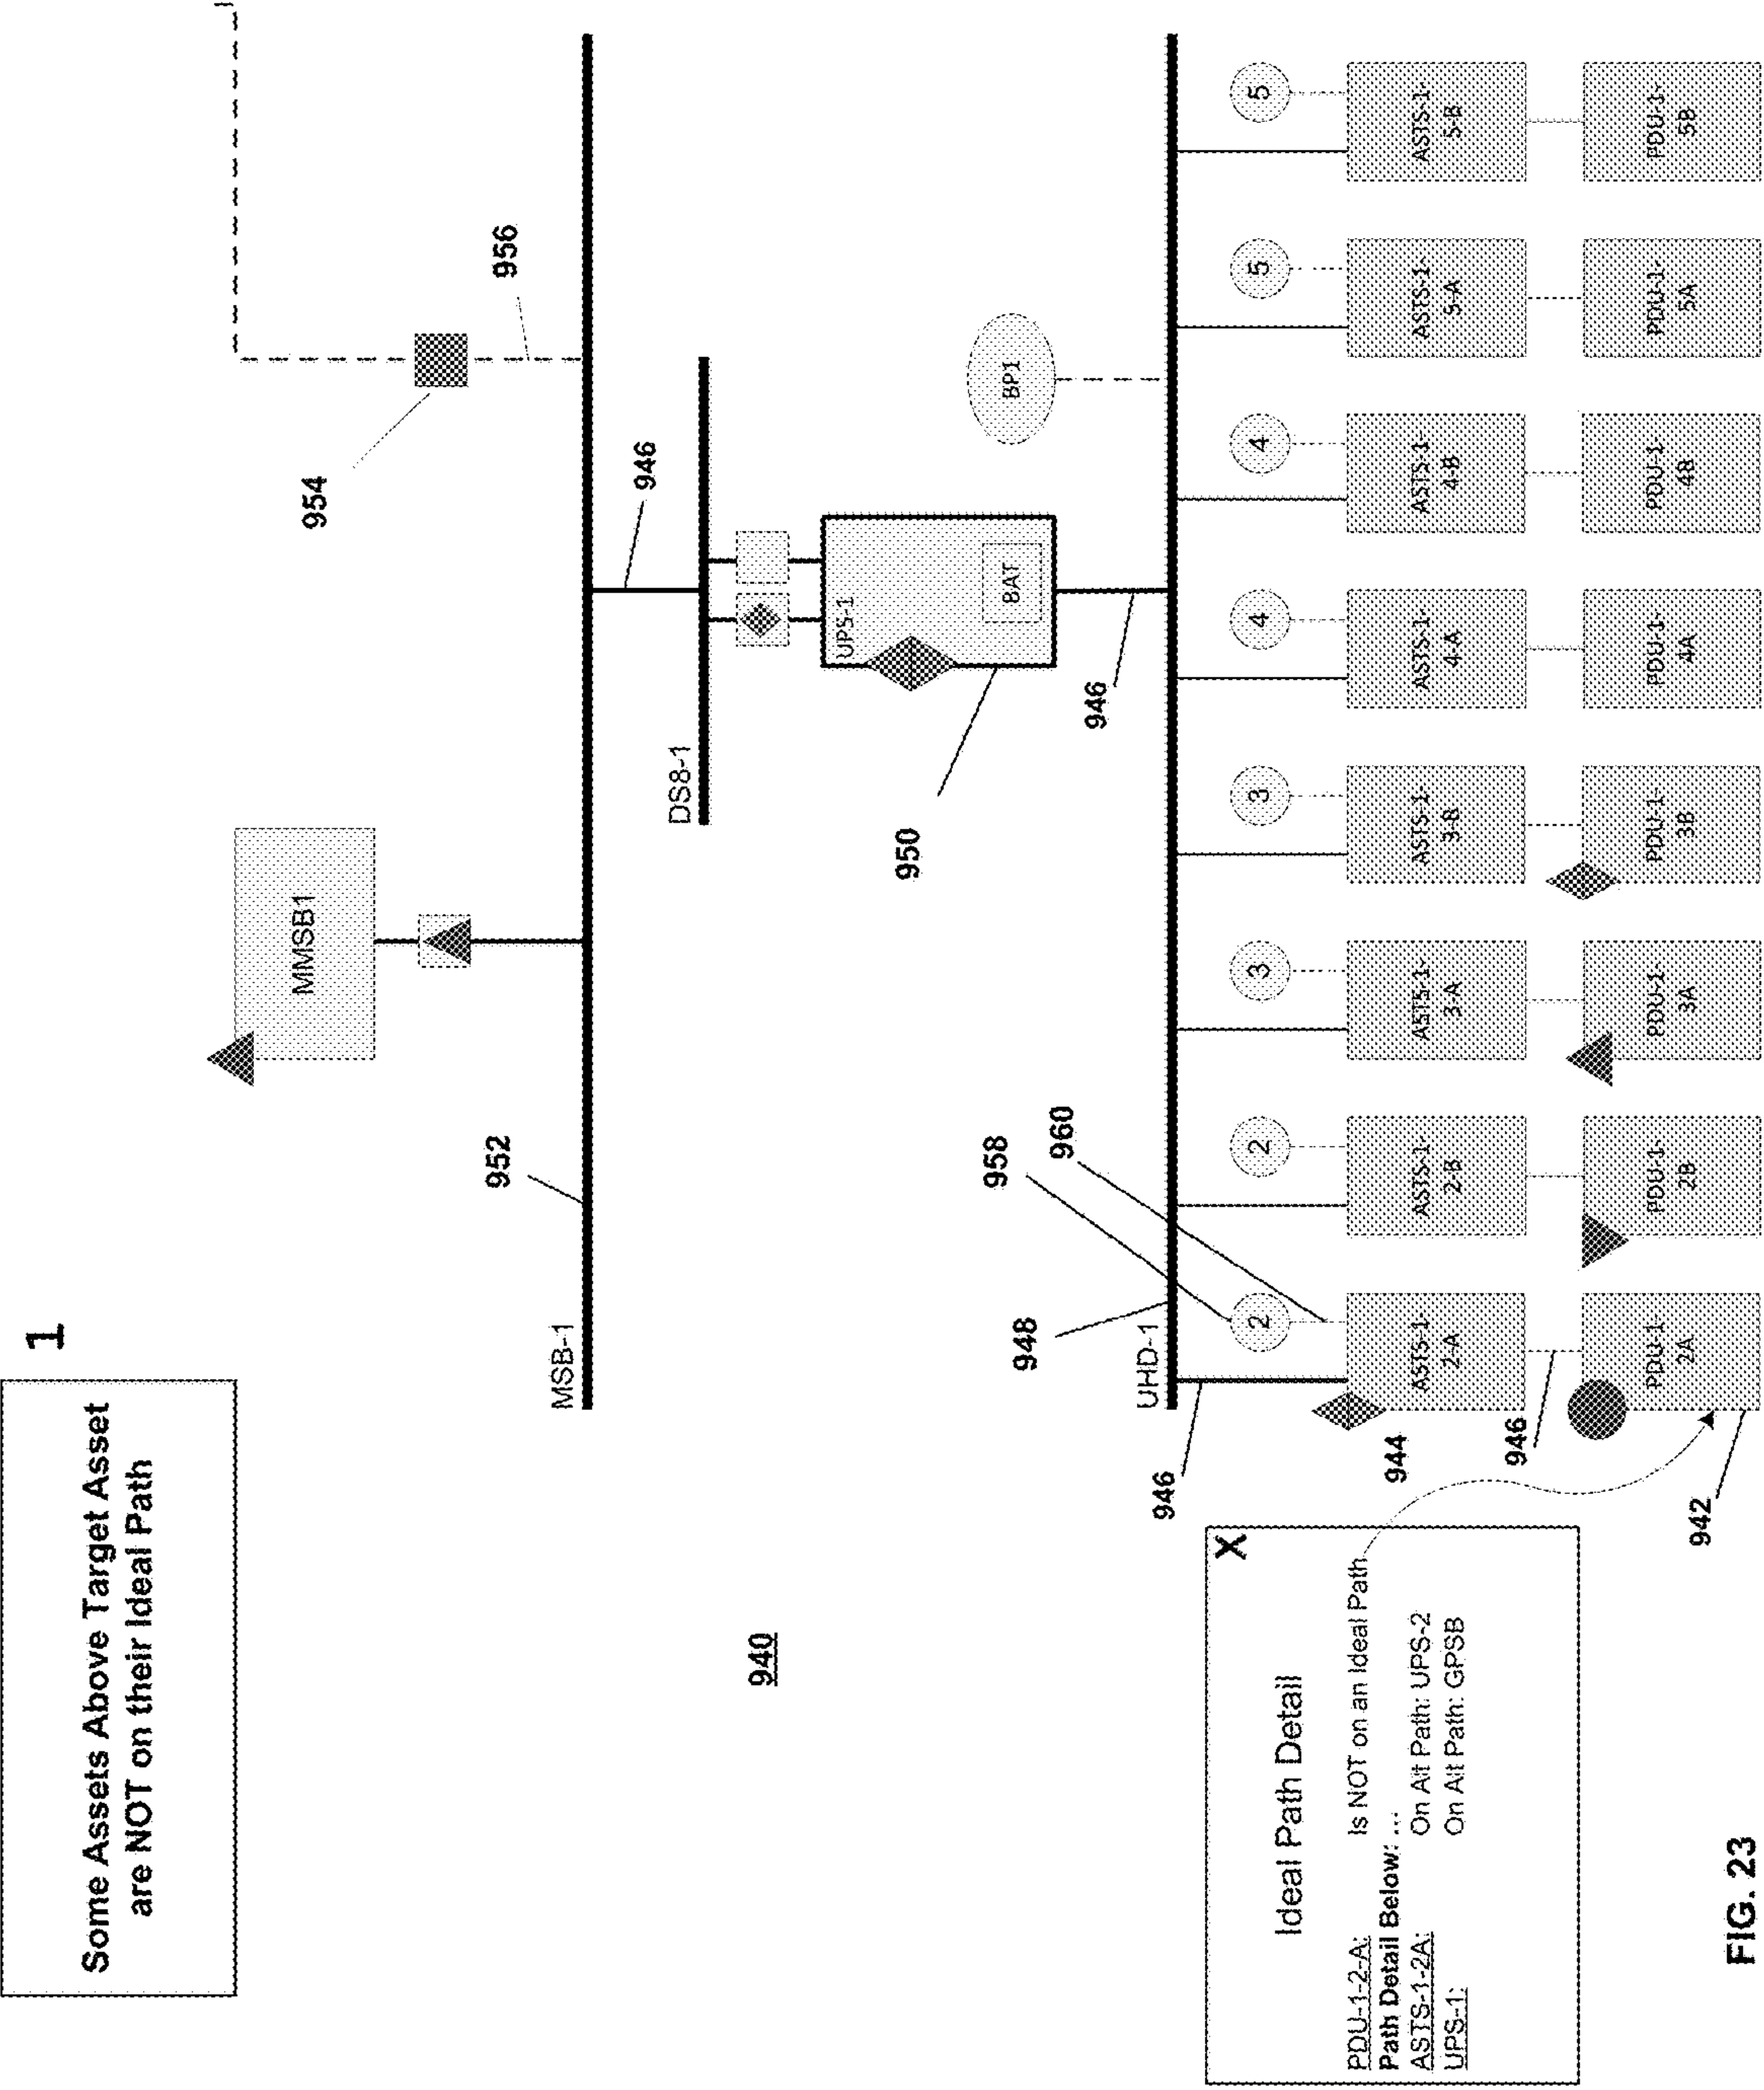 1
Some Assets Above Target Asset
are NOT on their Ideal Path
MMSB1
954
956
952
MSB-1
946
DS8-1
UPS-1
BAT
950
BP1
946
940
958
960
948
UHD-1
946
2
2
3
3
4
4
5
5
944
ASTS-1-
2-A
ASTS-1-
2-B
ASTS-1-
3-A
ASTS-1-
3-B
ASTS-1-
4-A
ASTS-1-
4-B
ASTS-1-
5-A
ASTS-1-
5-B
946
PDU-1
2A
PDU-1-
2B
PDU-1-
3A
PDU-1-
3B
PDU-1-
4A
PDU-1-
4B
PDU-1-
5A
PDU-1-
5B
942
X
Ideal Path Detail
PDU-1-2-A: Is NOT on an Ideal Path
Path Detail Below: ...
ASTS-1-2A: On Alt Path: UPS-2
UPS-1: On Alt Path: GPSB
FIG. 23